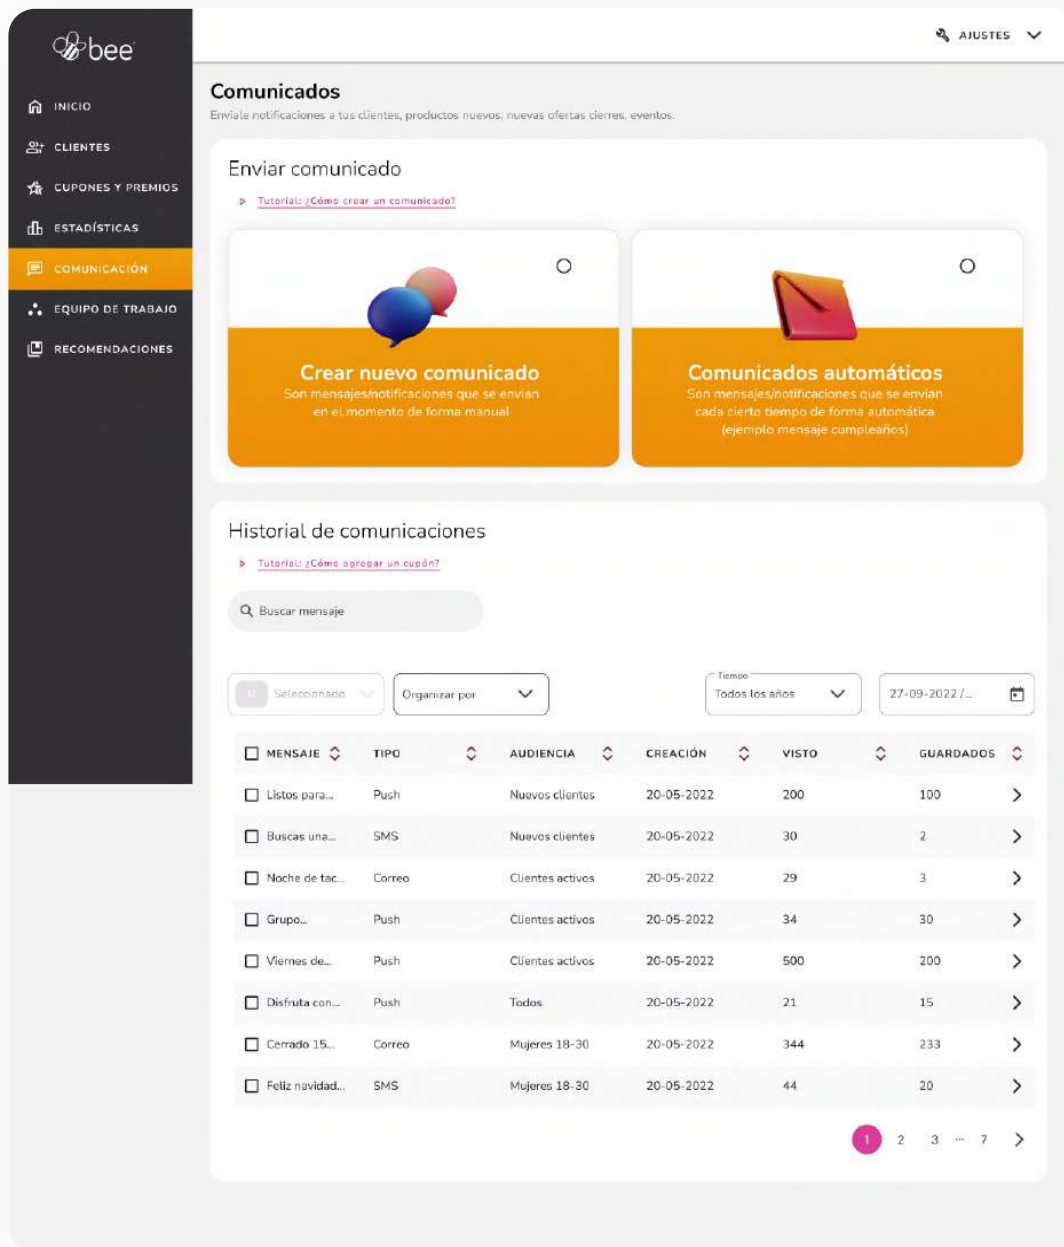 bee
AJUSTES
INICIO
CLIENTES
CUPONES Y PREMIOS
ESTADÍSTICAS
COMUNICACIÓN
EQUIPO DE TRABAJO
RECOMENDACIONES
Comunicados
Enviale notificaciones a tus clientes, productos nuevos, nuevas ofertas cierres, eventos.
Enviar comunicado
Tutorial: ¿Cómo crear un comunicado?
Crear nuevo comunicado
Son mensajes/notificaciones que se envian
en el momento de forma manual
Comunicados automáticos
Son mensajes/notificaciones que se envian
cada cierto tiempo de forma automática
(ejemplo mensaje cumpleaños)
Historial de comunicaciones
Tutorial: ¿Cómo agregar un cupón?
Buscar mensaje
0 Seleccionado
Organizar por
Tiempo
Todos los años
27-09-2022 /...
MENSAJE TIPO AUDIENCIA CREACIÓN VISTO GUARDADOS
Listos para... Push Nuevos clientes 20-05-2022 200 100
Buscas una... SMS Nuevos clientes 20-05-2022 30 2
Noche de tac... Correo Clientes activos 20-05-2022 29 3
Grupo... Push Clientes activos 20-05-2022 34 30
Viernes de... Push Clientes activos 20-05-2022 500 200
Disfruta con... Push Todos 20-05-2022 21 15
Cerrado 15... Correo Mujeres 18-30 20-05-2022 344 233
Feliz navidad... SMS Mujeres 18-30 20-05-2022 44 20
1 2 3 ... 7